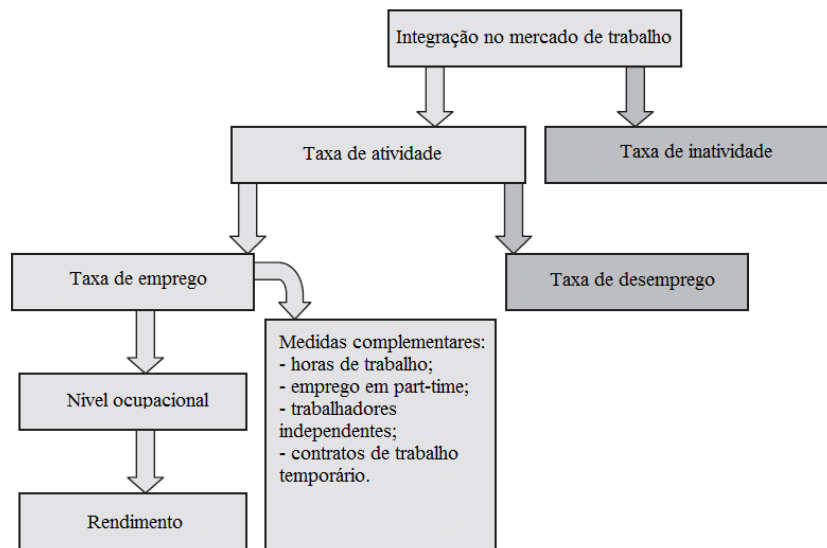 Integração no mercado de trabalho
Taxa de atividade
Taxa de inatividade
Taxa de emprego
Taxa de desemprego
Medidas complementares:
- horas de trabalho;
- emprego em part-time;
- trabalhadores
independentes;
- contratos de trabalho
temporário.
Nivel ocupacional
Rendimento